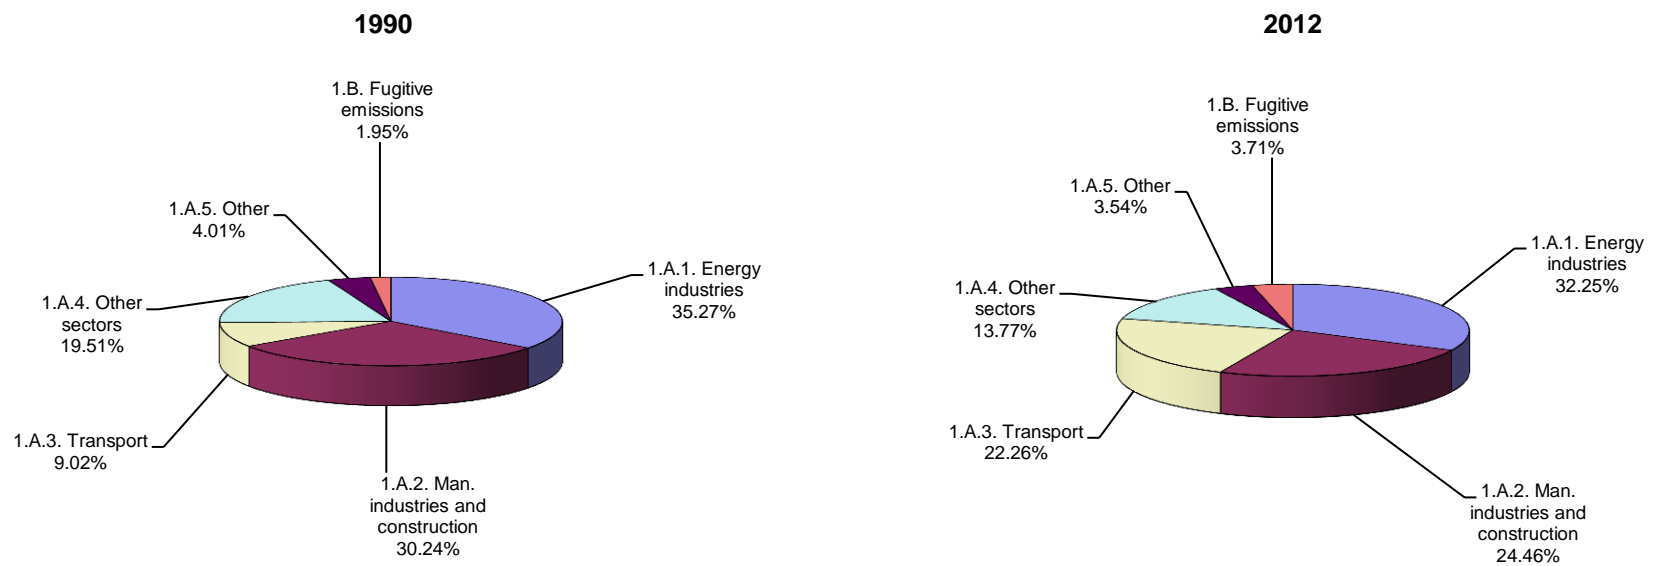 1990
1.B. Fugitive
emissions
1.95%
1.A.5. Other
4.01%
1.A.1. Energy
industries
35.27%
1.A.4. Other
sectors
19.51%
1.A.3. Transport
9.02%
1.A.2. Man.
industries and
construction
30.24%
2012
1.B. Fugitive
emissions
3.71%
1.A.5. Other
3.54%
1.A.1. Energy
industries
32.25%
1.A.4. Other
sectors
13.77%
1.A.3. Transport
22.26%
1.A.2. Man.
industries and
construction
24.46%